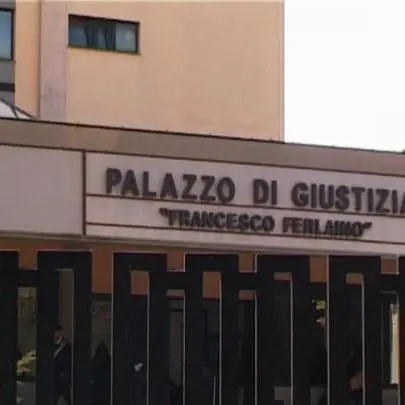 PALAZZO DI GIUSTIZIA
"FRANCESCO FERLAINO"